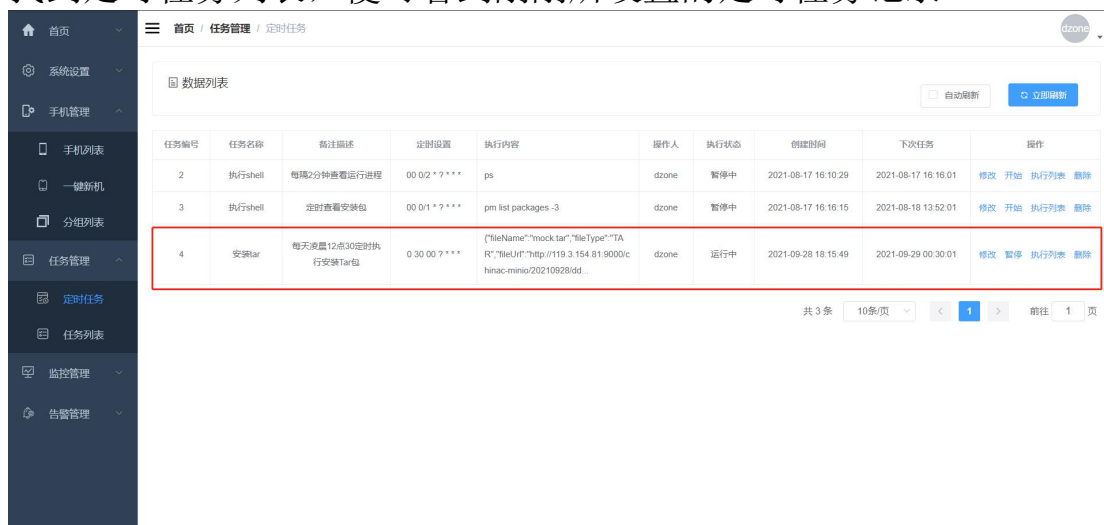 首页
系统设置
手机管理
手机列表
一键新机
分组列表
任务管理
定时任务
任务列表
监控管理
告警管理
首页 / 任务管理 / 定时任务
dzone
数据列表
自动刷新 立即刷新
任务编号 任务名称 备注描述 定时设置 执行内容 操作人 执行状态 创建时间 下次任务 操作
2 执行shell 每隔2分钟查看运行进程 00 0/2 * ? * * * ps dzone 暂停中 2021-08-17 16:10:29 2021-08-17 16:16:01 修改 开始 执行列表 删除
3 执行shell 定时查看安装包 00 0/1 * ? * * * pm list packages -3 dzone 暂停中 2021-08-17 16:16:15 2021-08-18 13:52:01 修改 开始 执行列表 删除
4 安装tar 每天凌晨12点30定时执
行安装Tar包 0 30 00 ? * * * {"fileName":"mock.tar","fileType":"TA
R","fileUrl":"http://119.3.154.81:9000/c
hinac-minio/20210928/dd... dzone 运行中 2021-09-28 18:15:49 2021-09-29 00:30:01 修改 暂停 执行列表 删除
共 3 条 10条/页 < 1 > 前往 1 页